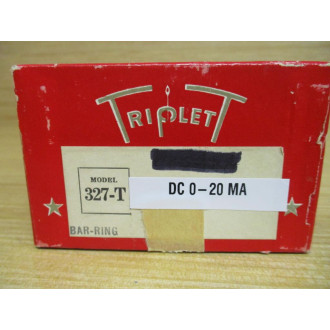 TRIPLETT
MODEL
327-T
DC 0-20 MA
BAR-RING